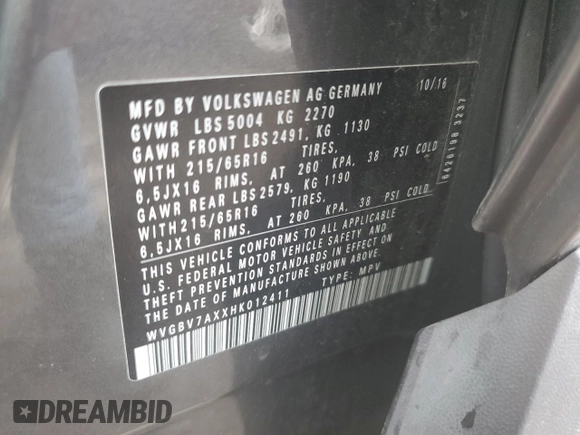 MFD BY VOLKSWAGEN AG GERMANY 10/16
GVWR LBS 5004 KG 2270
GAWR FRONT LBS 2491, KG 1130
WITH 215/65R16 TIRES,
6,5JX16 RIMS, AT 260 KPA, 38 PSI COLD
GAWR REAR LBS 2579, KG 1190
WITH 215/65R16 TIRES,
6,5JX16 RIMS, AT 260 KPA, 38 PSI COLD.
THIS VEHICLE CONFORMS TO ALL APPLICABLE
U.S. FEDERAL MOTOR VEHICLE SAFETY AND
THEFT PREVENTION STANDARDS IN EFFECT ON
THE DATE OF MANUFACTURE SHOWN ABOVE.
WVGBV7AXXHK012411 TYPE: MPV
6426198 3237
DREAMBID